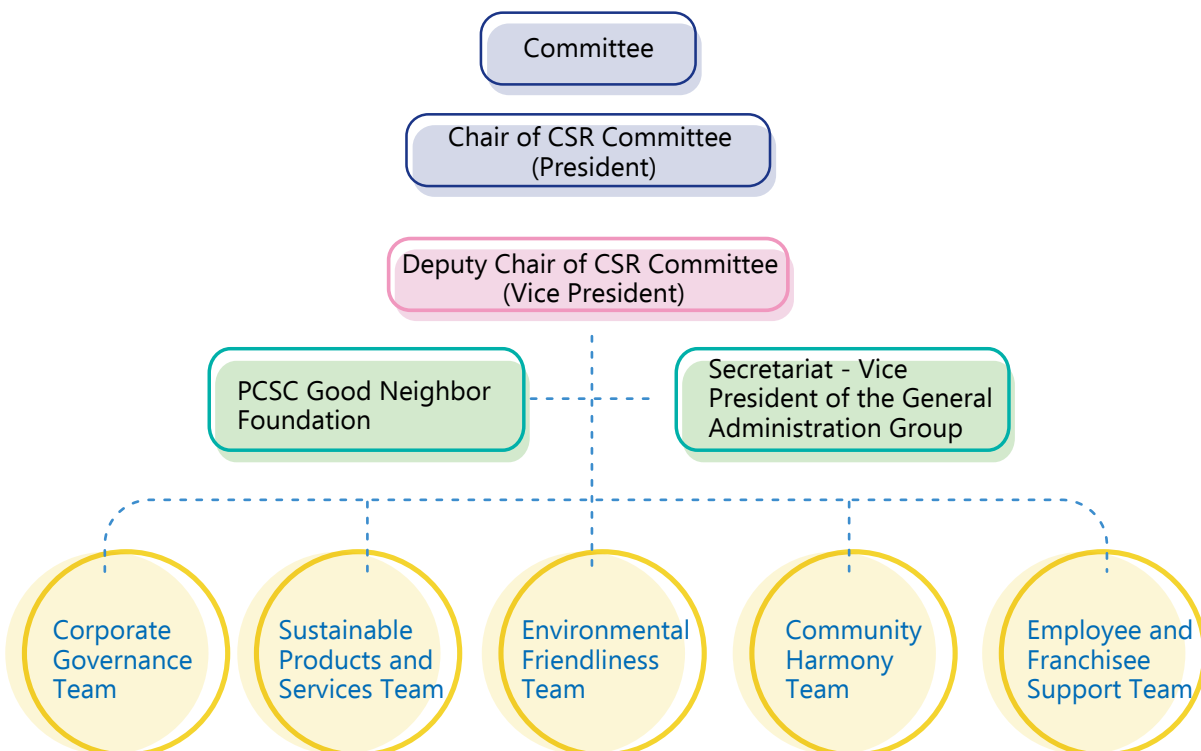 Committee
Chair of CSR Committee
(President)
Deputy Chair of CSR Committee
(Vice President)
PCSC Good Neighbor
Foundation
Secretariat - Vice
President of the General
Administration Group
Corporate
Governance
Team
Sustainable
Products and
Services Team
Environmental
Friendliness
Team
Community
Harmony
Team
Employee and
Franchisee
Support Team